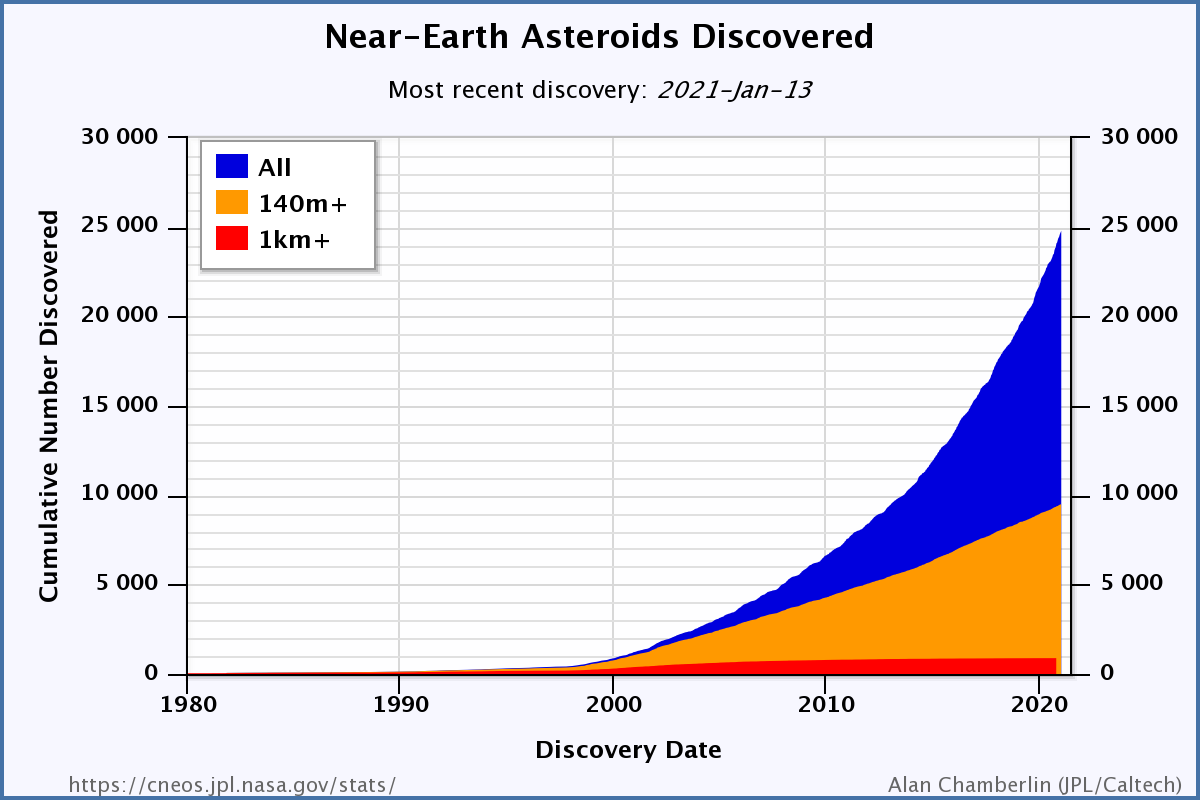 Near-Earth Asteroids Discovered
Most recent discovery: 2021-Jan-13
30 000
25 000
20 000
15 000
10 000
5 000
0
Cumulative Number Discovered
All
140m+
1km+
30 000
25 000
20 000
15 000
10 000
5 000
0
1980 1990 2000 2010 2020
Discovery Date
https://cneos.jpl.nasa.gov/stats/
Alan Chamberlin (JPL/Caltech)